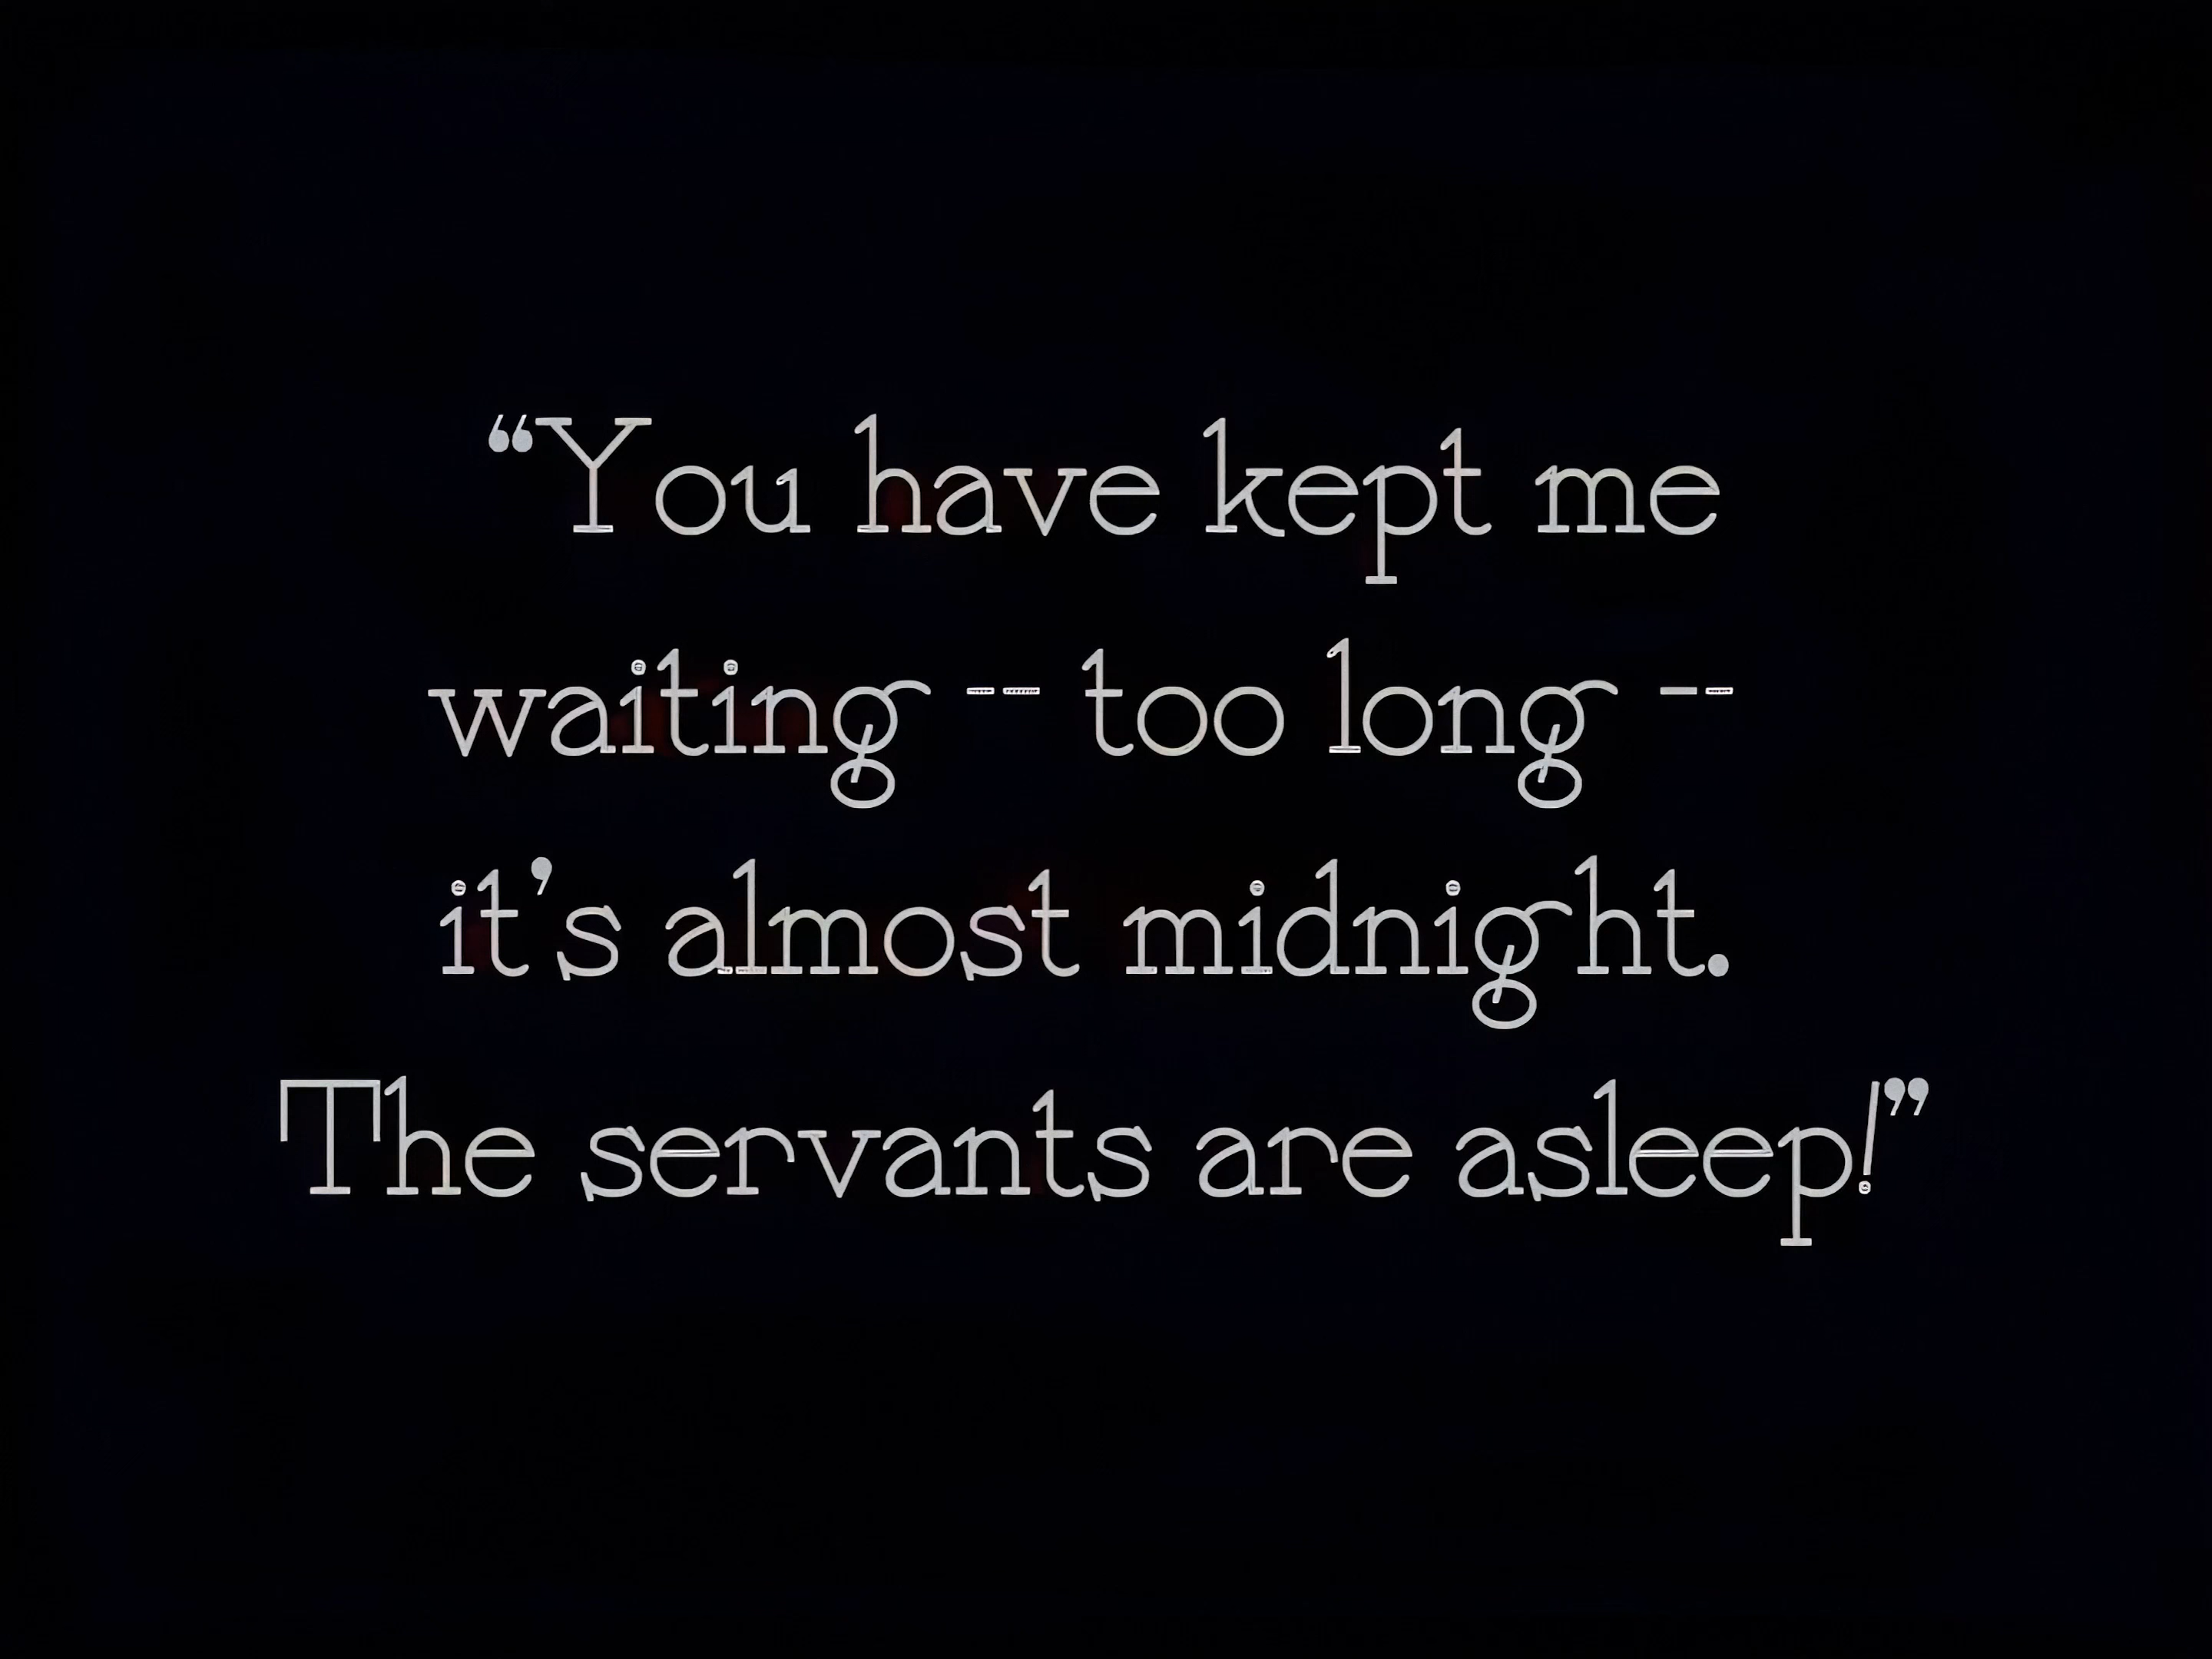 “You have kept me
waiting -- too long --
it’s almost midnight.
The servants are asleep!”